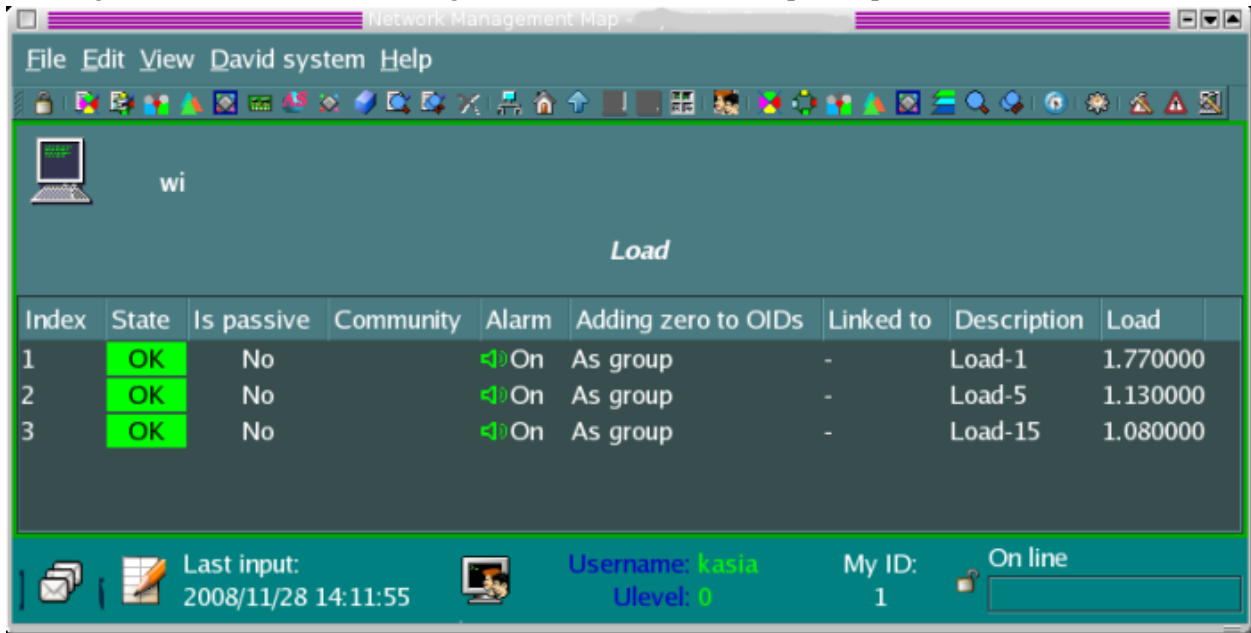 Network Management Map -
File Edit View David system Help
wi
Load
Index State Is passive Community Alarm Adding zero to OIDs Linked to Description Load
1 OK No On As group - Load-1 1.770000
2 OK No On As group - Load-5 1.130000
3 OK No On As group - Load-15 1.080000
Last input:
2008/11/28 14:11:55
Username: kasia
Ulevel: 0
My ID:
1
On line